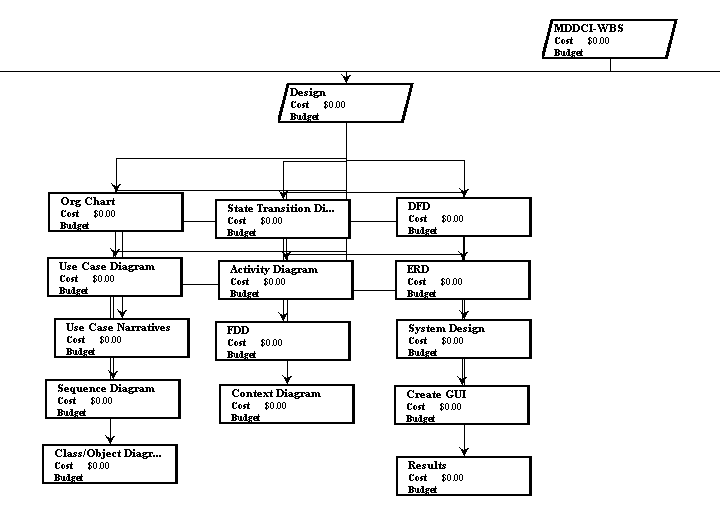 MDDCI-WBS
Cost $0.00
Budget
Design
Cost $0.00
Budget
Org Chart
Cost $0.00
Budget
State Transition Di...
Cost $0.00
Budget
DFD
Cost $0.00
Budget
Use Case Diagram
Cost $0.00
Budget
Activity Diagram
Cost $0.00
Budget
ERD
Cost $0.00
Budget
Use Case Narratives
Cost $0.00
Budget
FDD
Cost $0.00
Budget
System Design
Cost $0.00
Budget
Sequence Diagram
Cost $0.00
Budget
Context Diagram
Cost $0.00
Budget
Create GUI
Cost $0.00
Budget
Class/Object Diagr...
Cost $0.00
Budget
Results
Cost $0.00
Budget